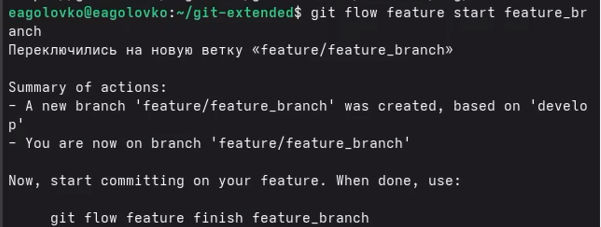 eagolovko@eagolovko:~/git-extended$ git flow feature start feature_br
anch
Переключились на новую ветку «feature/feature_branch»
Summary of actions:
- A new branch 'feature/feature_branch' was created, based on 'develo
p'
- You are now on branch 'feature/feature_branch'
Now, start committing on your feature. When done, use:
git flow feature finish feature_branch